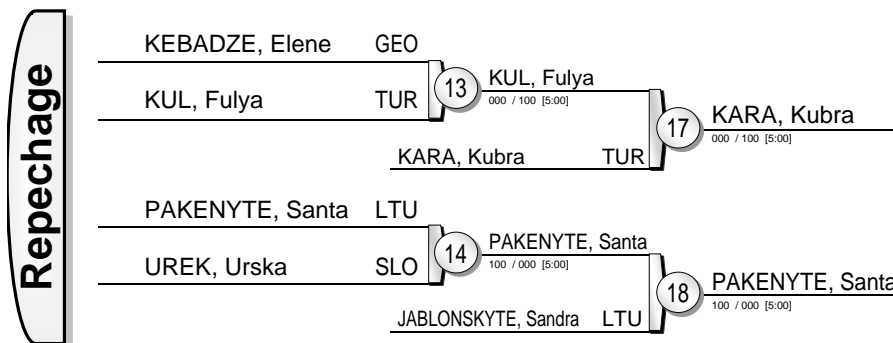 Repechage
KEBADZE, Elene GEO
KUL, Fulya TUR
13
KUL, Fulya
000 / 100 [5:00]
KARA, Kubra TUR
17
KARA, Kubra
000 / 100 [5:00]
PAKENYTE, Santa LTU
UREK, Urska SLO
14
PAKENYTE, Santa
100 / 000 [5:00]
JABLONSKYTE, Sandra LTU
18
PAKENYTE, Santa
100 / 000 [5:00]